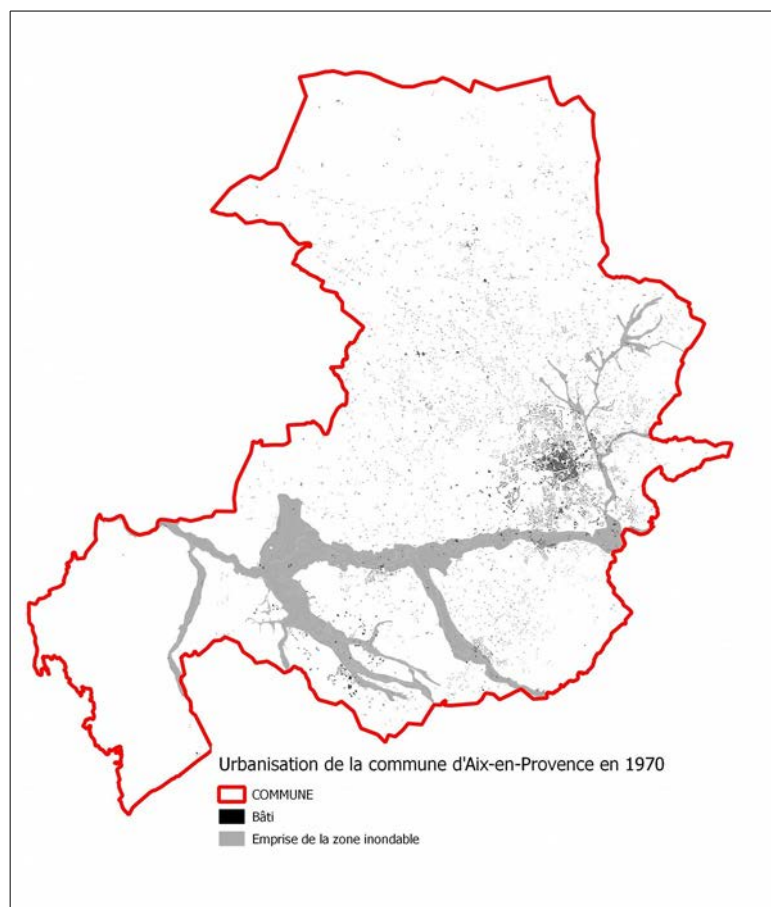 Urbanisation de la commune d'Aix-en-Provence en 1970
COMMUNE
Bâti
Emprise de la zone inondable